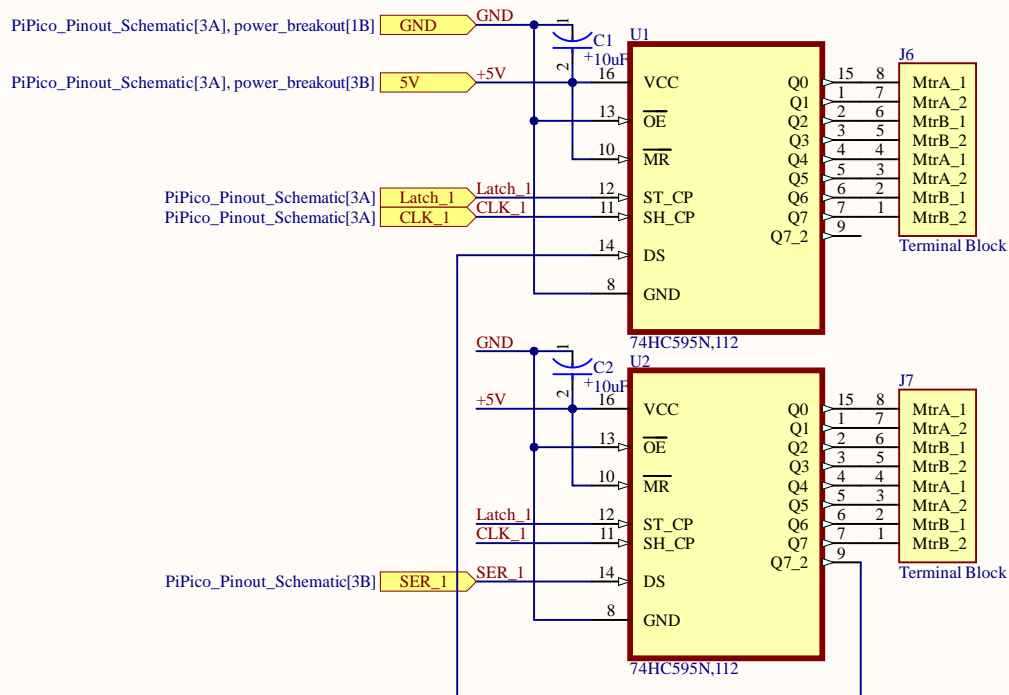 PiPico_Pinout_Schematic[3A], power_breakout[1B] GND GND
1
C1
+10uF
2
PiPico_Pinout_Schematic[3A], power_breakout[3B] 5V +5V
U1
16 VCC Q0 15 8 MtrA_1
Q1 1 7 MtrA_2
13 OE Q2 2 6 MtrB_1
Q3 3 5 MtrB_2
10 MR Q4 4 4 MtrA_1
Q5 5 3 MtrA_2
PiPico_Pinout_Schematic[3A] Latch_1 Latch_1 12 ST_CP Q6 6 2 MtrB_1
PiPico_Pinout_Schematic[3A] CLK_1 CLK_1 11 SH_CP Q7 7 1 MtrB_2
Q7_2 9
14 DS
8 GND
J6
Terminal Block
74HC595N,112
GND
1
C2
+10uF
2
+5V
U2
16 VCC Q0 15 8 MtrA_1
Q1 1 7 MtrA_2
13 OE Q2 2 6 MtrB_1
Q3 3 5 MtrB_2
10 MR Q4 4 4 MtrA_1
Q5 5 3 MtrA_2
Latch_1 12 ST_CP Q6 6 2 MtrB_1
CLK_1 11 SH_CP Q7 7 1 MtrB_2
Q7_2 9
PiPico_Pinout_Schematic[3B] SER_1 SER_1 14 DS
8 GND
J7
Terminal Block
74HC595N,112